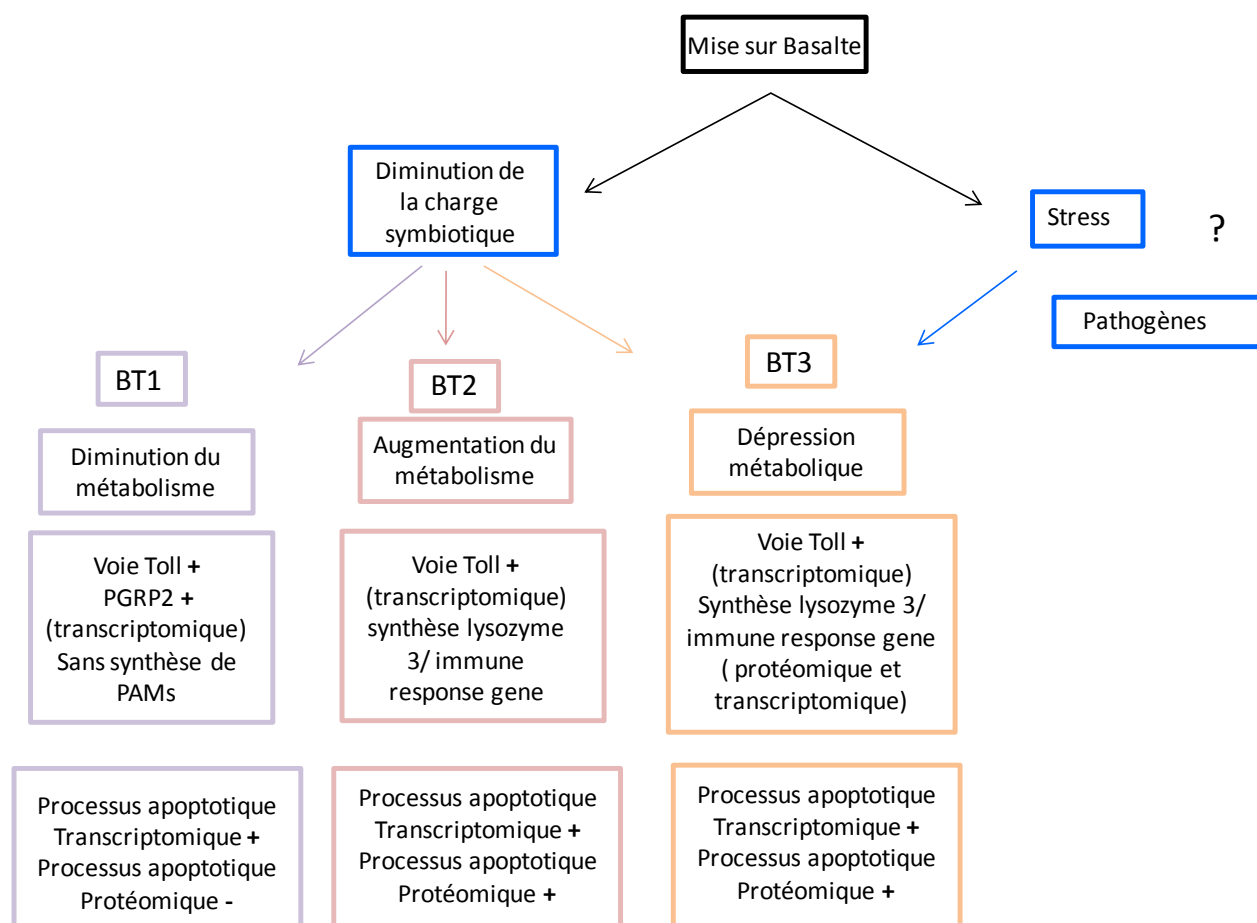 Mise sur Basalte
Diminution de
la charge
symbiotique
Stress
?
Pathogènes
BT1
BT2
BT3
Diminution du
métabolisme
Augmentation du
métabolisme
Dépression
métabolique
Voie Toll +
PGRP2 +
(transcriptomique)
Sans synthèse de
PAMs
Voie Toll +
(transcriptomique)
synthèse lysozyme
3/ immune
response gene
Voie Toll +
(transcriptomique)
Synthèse lysozyme 3/
immune response gene
( protéomique et
transcriptomique)
Processus apoptotique
Transcriptomique +
Processus apoptotique
Protéomique -
Processus apoptotique
Transcriptomique +
Processus apoptotique
Protéomique +
Processus apoptotique
Transcriptomique +
Processus apoptotique
Protéomique +